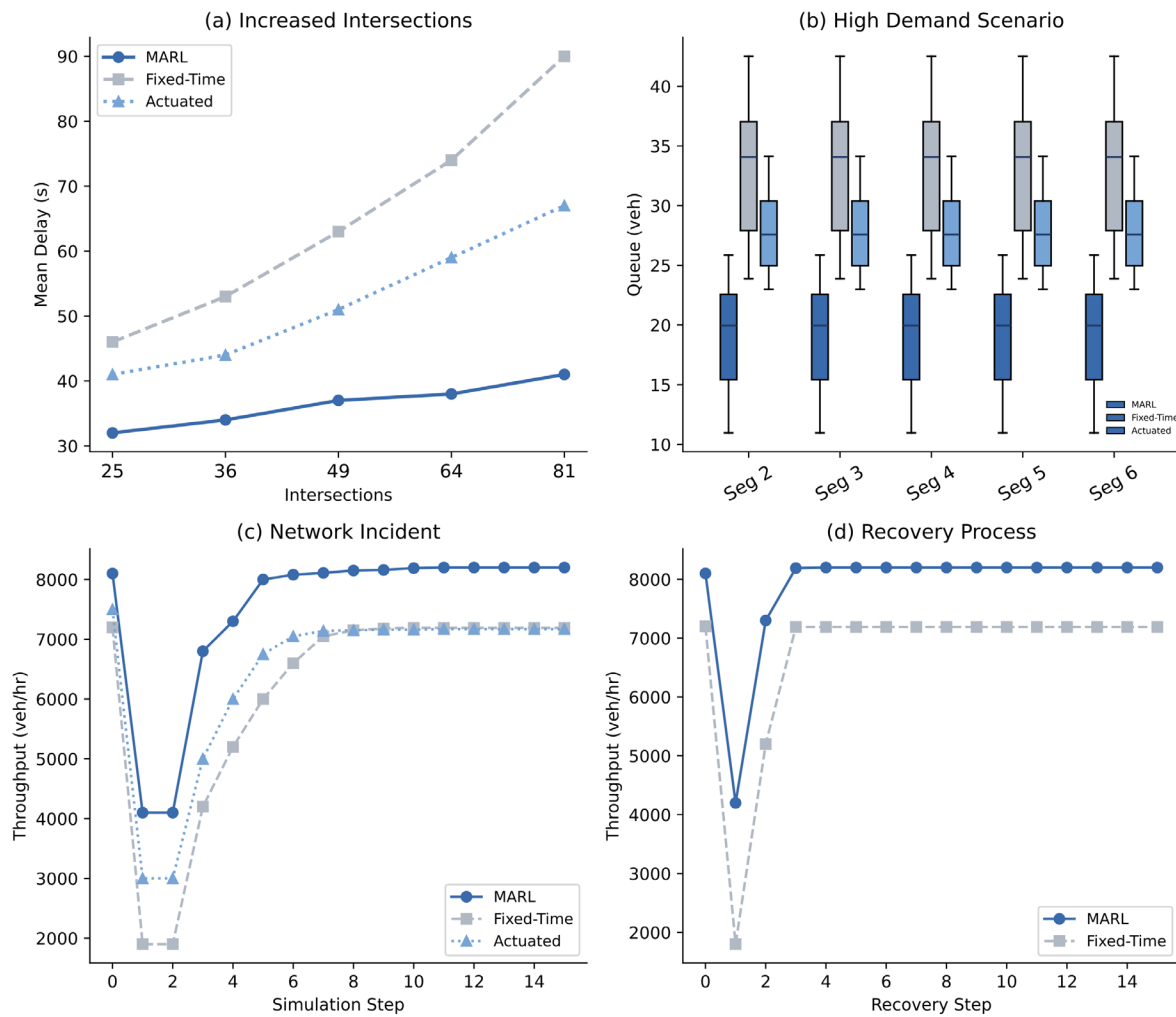 (a) Increased Intersections
MARL
Fixed-Time
Actuated
Mean Delay (s)
90
80
70
60
50
40
30
25 36 49 64 81
Intersections
(b) High Demand Scenario
Queue (veh)
40
35
30
25
20
15
10
MARL
Fixed-Time
Actuated
Seg 2 Seg 3 Seg 4 Seg 5 Seg 6
(c) Network Incident
Throughput (veh/hr)
8000
7000
6000
5000
4000
3000
2000
MARL
Fixed-Time
Actuated
0 2 4 6 8 10 12 14
Simulation Step
(d) Recovery Process
Throughput (veh/hr)
8000
7000
6000
5000
4000
3000
2000
MARL
Fixed-Time
0 2 4 6 8 10 12 14
Recovery Step